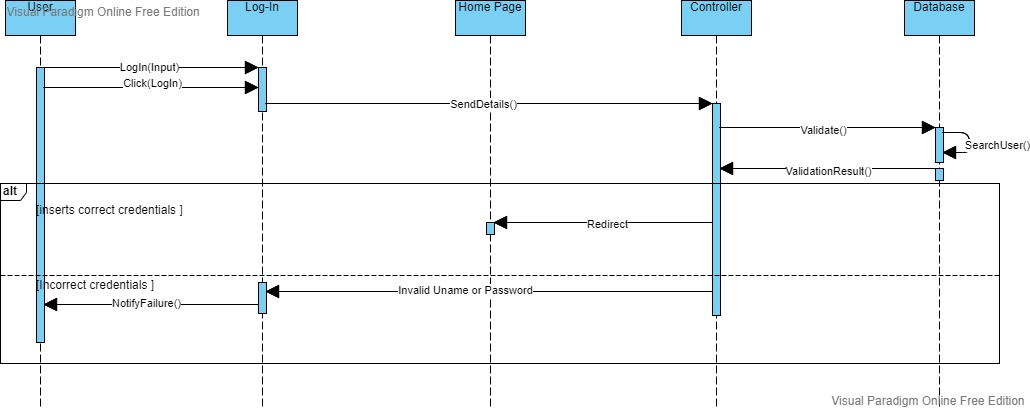 User
Visual Paradigm Online Free Edition
Log-In
Home Page
Controller
Database
LogIn(Input)
Click(LogIn)
SendDetails()
Validate()
SearchUser()
ValidationResult()
alt
[inserts correct credentials ]
Redirect
[Incorrect credentials ]
Invalid Uname or Password
NotifyFailure()
Visual Paradigm Online Free Edition